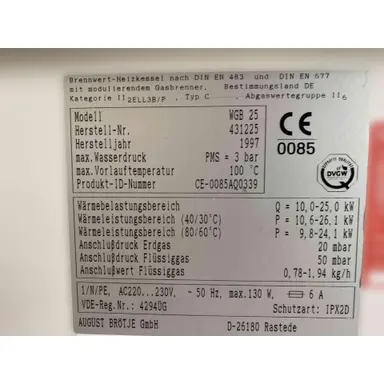 Brennwert-Heizkessel nach DIN EN 483 und DIN EN 677
mit modulierendem Gasbrenner, Bestimmungsland DE
Kategorie II2ELL3B/P , Typ C , Abgaswertegruppe II6
Modell WGB 25
Herstell-Nr. 431225
Herstelljahr 1997
max.Wasserdruck PMS = 3 bar
max.Vorlauftemperatur 100 °C
Produkt-ID-Nummer CE-0085AQ0339
CE
0085
DVGW
Wärmebelastungsbereich Q = 10,0-25,0 kW
Wärmeleistungsbereich (40/30°C) P = 10,6-26,1 kW
Wärmeleistungsbereich (80/60°C) P = 9,8-24,1 kW
Anschlußdruck Erdgas 20 mbar
Anschlußdruck Flüssiggas 50 mbar
Anschlußwert Flüssiggas 0,78-1,94 kg/h
1/N/PE, AC220...230V, ~ 50 Hz, max.130 W, 6 A
VDE-Reg.Nr.: 4294ÜG Schutzart: IPX2D
AUGUST BRÖTJE GmbH D-26180 Rastede